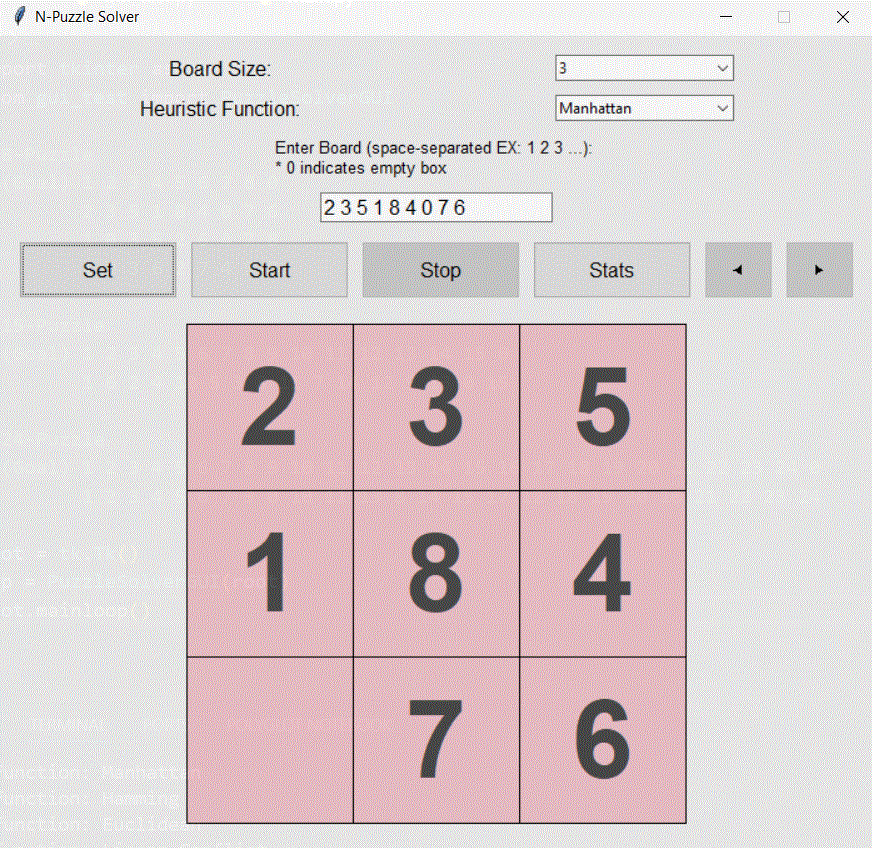 N-Puzzle Solver
Board Size: 3
Heuristic Function: Manhattan
Enter Board (space-separated EX: 1 2 3 ...):
* 0 indicates empty box
2 3 5 1 8 4 0 7 6
Set Start Stop Stats ◄ ►
2 3 5
1 8 4
7 6